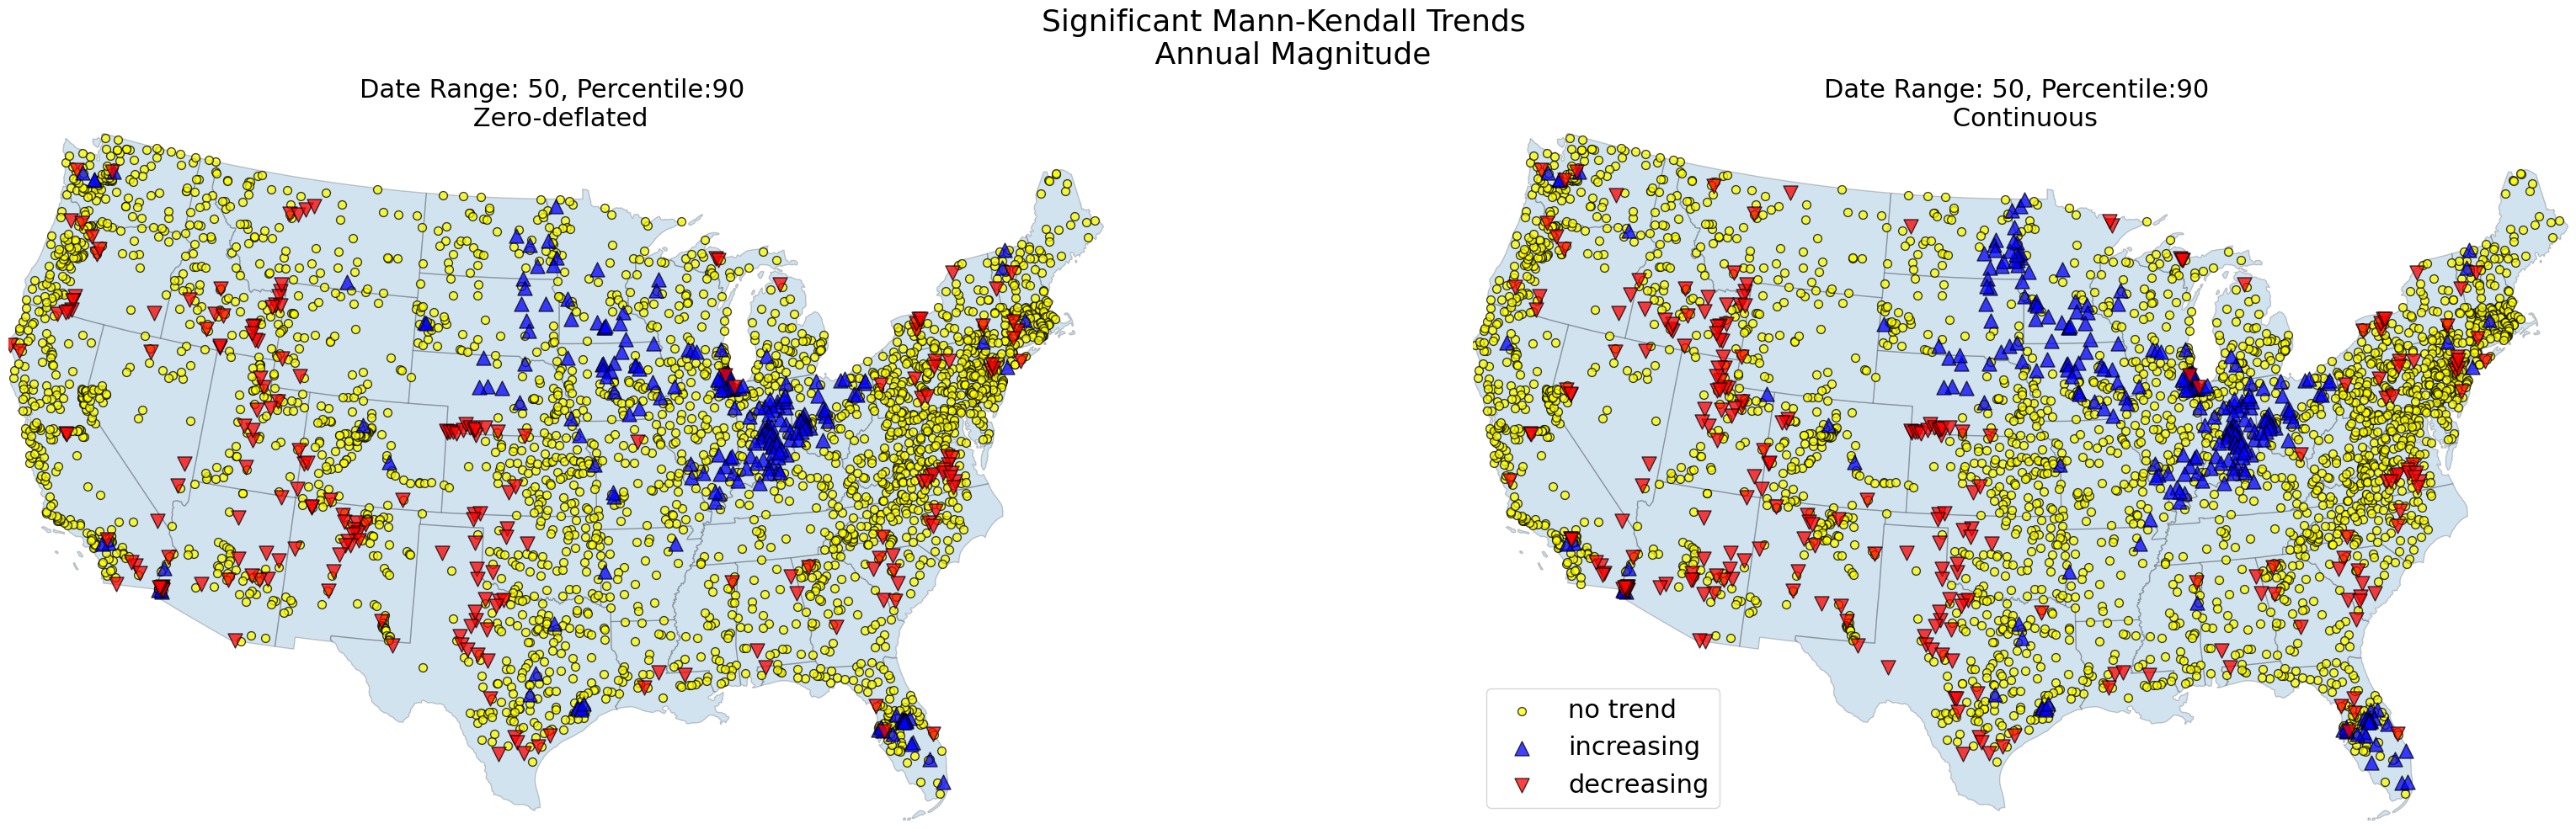 Significant Mann-Kendall Trends
Annual Magnitude
Date Range: 50, Percentile:90
Zero-deflated
Date Range: 50, Percentile:90
Continuous
no trend
increasing
decreasing